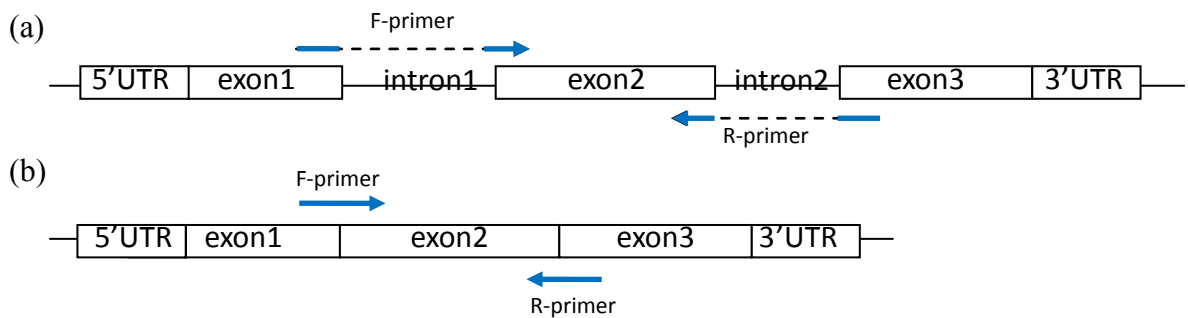 (a)
F-primer
5'UTR exon1 intron1 exon2 intron2 exon3 3'UTR
R-primer
(b)
F-primer
5'UTR exon1 exon2 exon3 3'UTR
R-primer